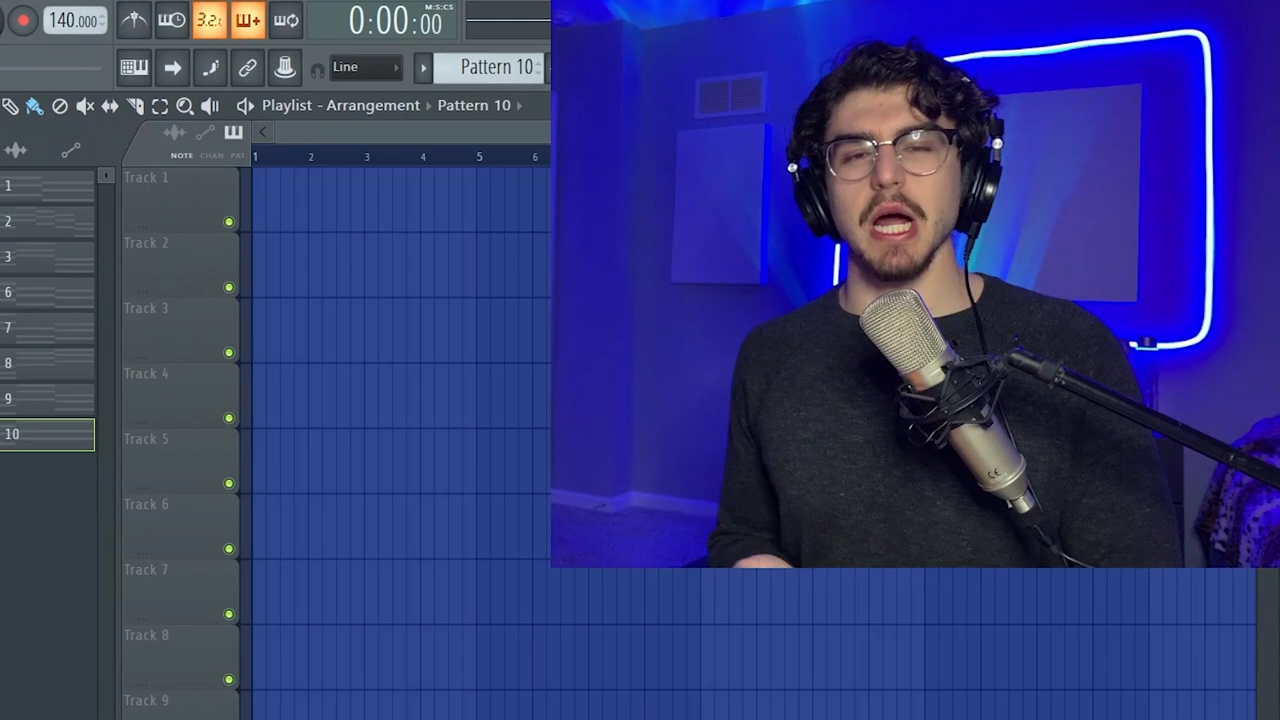 140.000
3.2.
0:00:00
M:S:CS
Line
Pattern 10
Playlist - Arrangement
Pattern 10
NOTE CHAN PAT
1 2 3 4 5 6
1
2
3
6
7
8
9
10
Track 1
...
Track 2
...
Track 3
...
Track 4
...
Track 5
...
Track 6
...
Track 7
...
Track 8
...
Track 9
CE